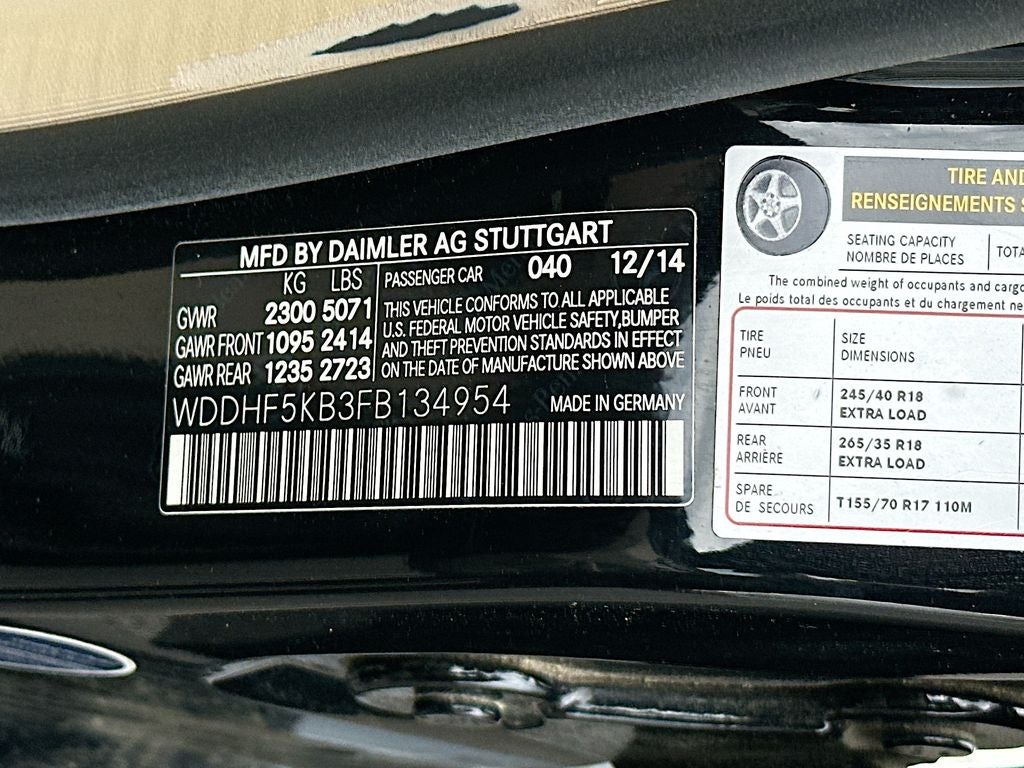 MFD BY DAIMLER AG STUTTGART
KG LBS
GVWR 2300 5071
GAWR FRONT 1095 2414
GAWR REAR 1235 2723
PASSENGER CAR 040 12/14
THIS VEHICLE CONFORMS TO ALL APPLICABLE
U.S. FEDERAL MOTOR VEHICLE SAFETY,BUMPER
AND THEFT PREVENTION STANDARDS IN EFFECT
ON THE DATE OF MANUFACTURE SHOWN ABOVE
WDDHF5KB3FB134954 MADE IN GERMANY
TIRE AND
RENSEIGNEMENTS
SEATING CAPACITY
NOMBRE DE PLACES
The combined weight of occupants and
Le poids total des occupants et du chargement ne
TIRE SIZE
PNEU DIMENSIONS
FRONT 245/40 R18
AVANT EXTRA LOAD
REAR 265/35 R18
ARRIÈRE EXTRA LOAD
SPARE T155/70 R17 110M
DE SECOURS